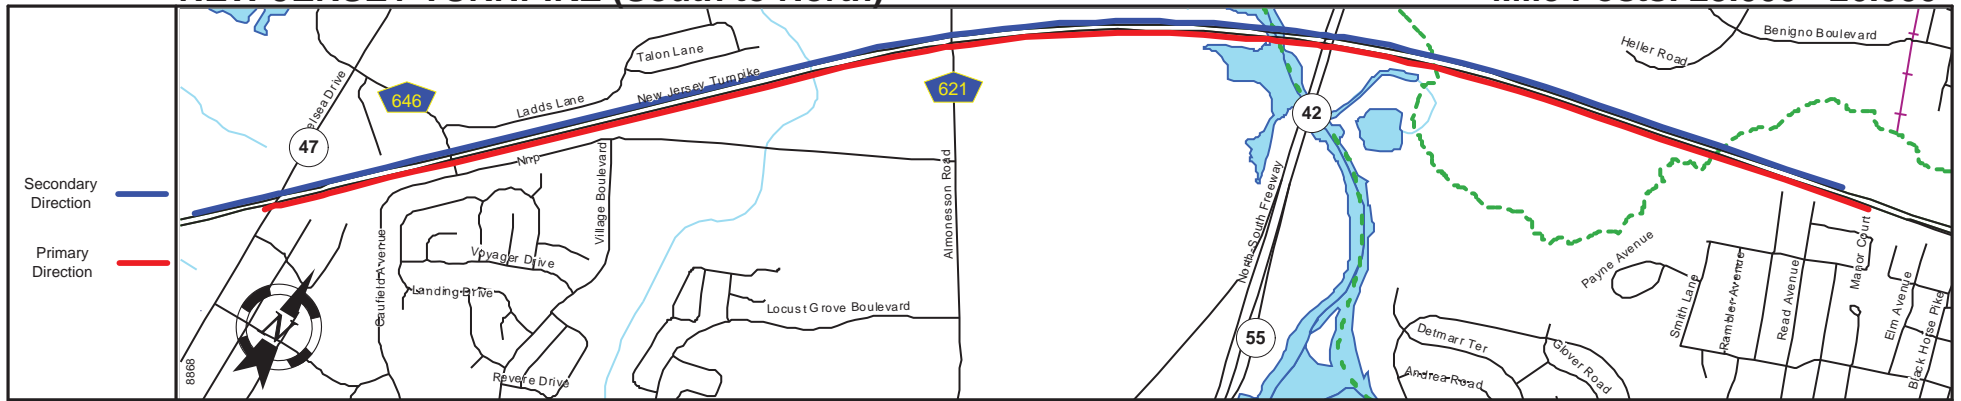 Secondary
Direction
Primary
Direction
47
646
Talon Lane
Ladds Lane
New Jersey Turnpike
621
42
Heller Road
Benigno Boulevard
Village Boulevard
Almonesson Road
North-South Freeway
Caulfield Avenue
Voyager Drive
Landing Drive
Locust Grove Boulevard
Revere Drive
N
8868
55
Payne Avenue
Smith Lane
Rambler Avenue
Read Avenue
Manor Court
Elm Avenue
Black Horse Pike
Detmarr Ter
Andrea Road
Glover Road